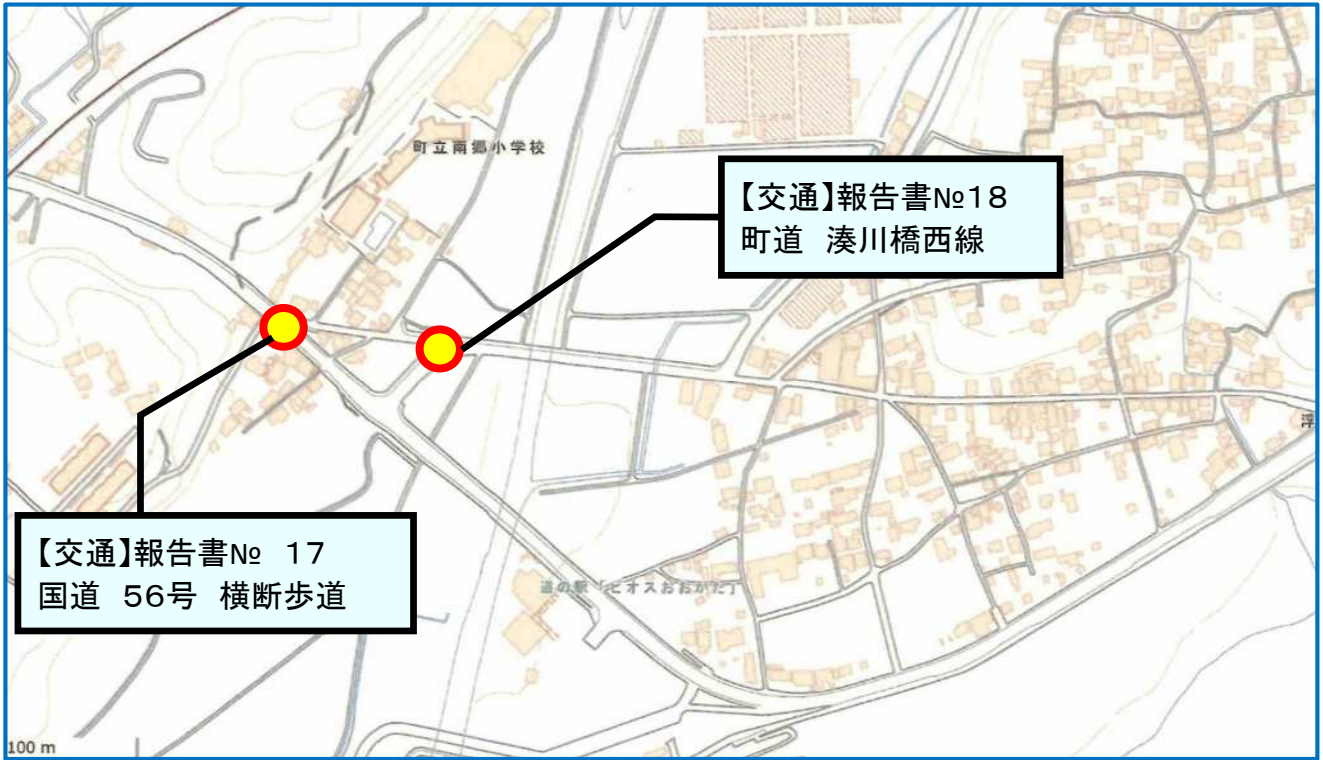 町立南郷小学校
【交通】報告書№18
町道 湊川橋西線
【交通】報告書№ 17
国道 56号 横断歩道
道の駅「ビオスおおがた」
浮
100 m